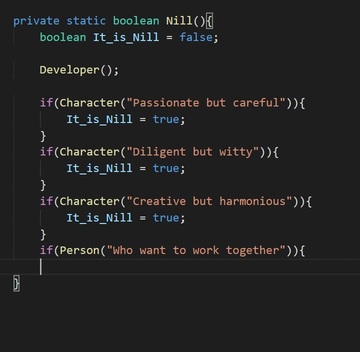 private static boolean Nill(){
boolean It_is_Nill = false;
Developer();
if(Character("Passionate but careful")){
It_is_Nill = true;
}
if(Character("Diligent but witty")){
It_is_Nill = true;
}
if(Character("Creative but harmonious")){
It_is_Nill = true;
}
if(Person("Who want to work together")){
}